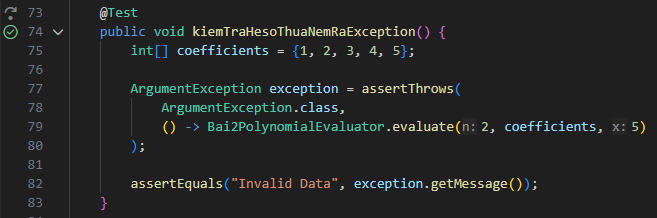 73 @Test
74 public void kiemTraHesoThuaNemRaException() {
75 int[] coefficients = {1, 2, 3, 4, 5};
76
77 ArgumentException exception = assertThrows(
78 ArgumentException.class,
79 () -> Bai2PolynomialEvaluator.evaluate(n: 2, coefficients, x: 5)
80 );
81
82 assertEquals("Invalid Data", exception.getMessage());
83 }